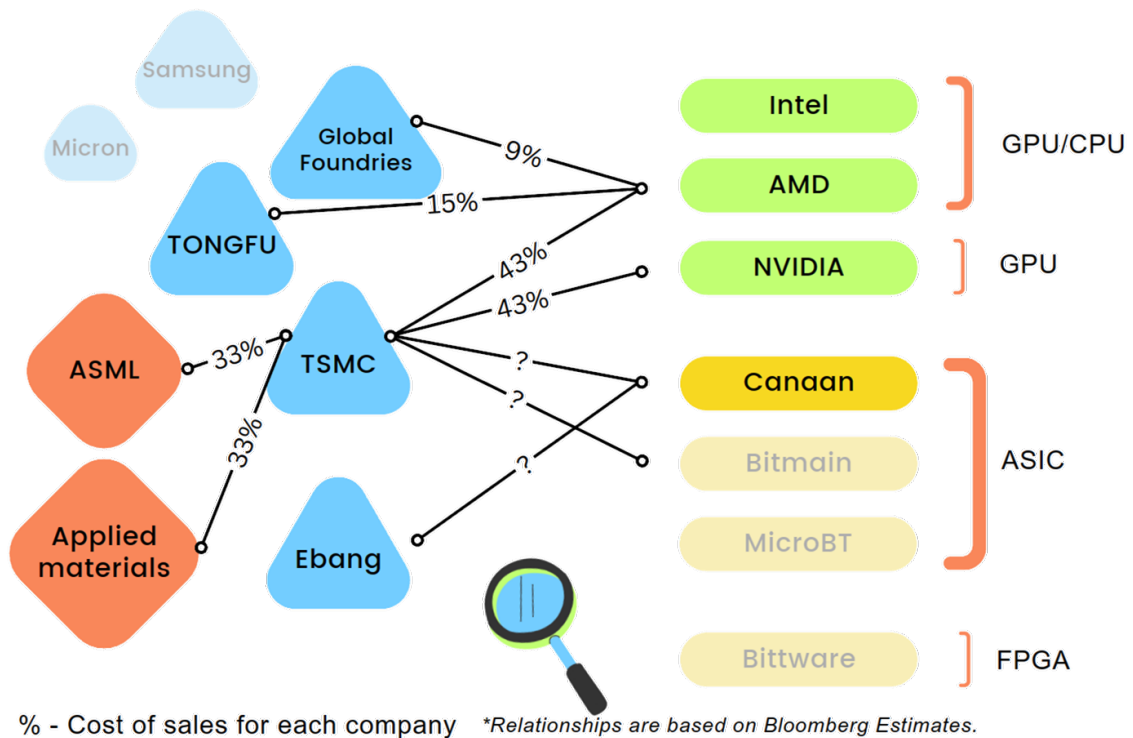 Samsung
Micron
Global
Foundries
TONGFU
ASML
TSMC
Applied
materials
Ebang
9%
15%
43%
43%
33%
33%
?
?
?
Intel
AMD
NVIDIA
Canaan
Bitmain
MicroBT
Bittware
GPU/CPU
GPU
ASIC
FPGA
% - Cost of sales for each company
*Relationships are based on Bloomberg Estimates.